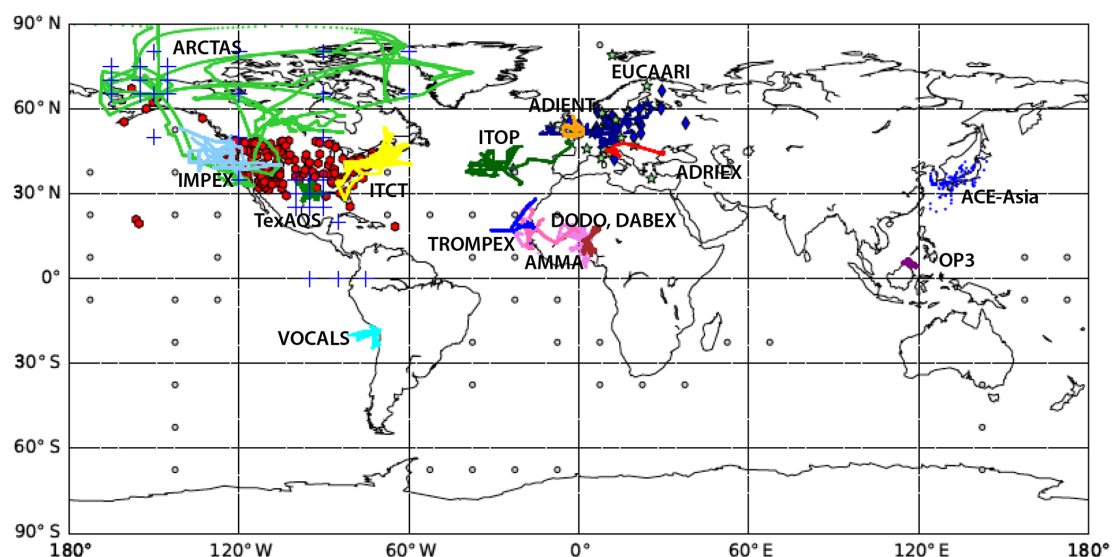 90° N
ARCTAS
EUCAARI
60° N
ADIENT
ITOP
IMPEX
ITCT
ADRIEX
30° N
ACE-Asia
TexAQS
DODO, DABEX
TROMPEX
AMMA
OP3
0°
VOCALS
30° S
60° S
90° S
180°
120° W
60° W
0°
60° E
120° E
180°